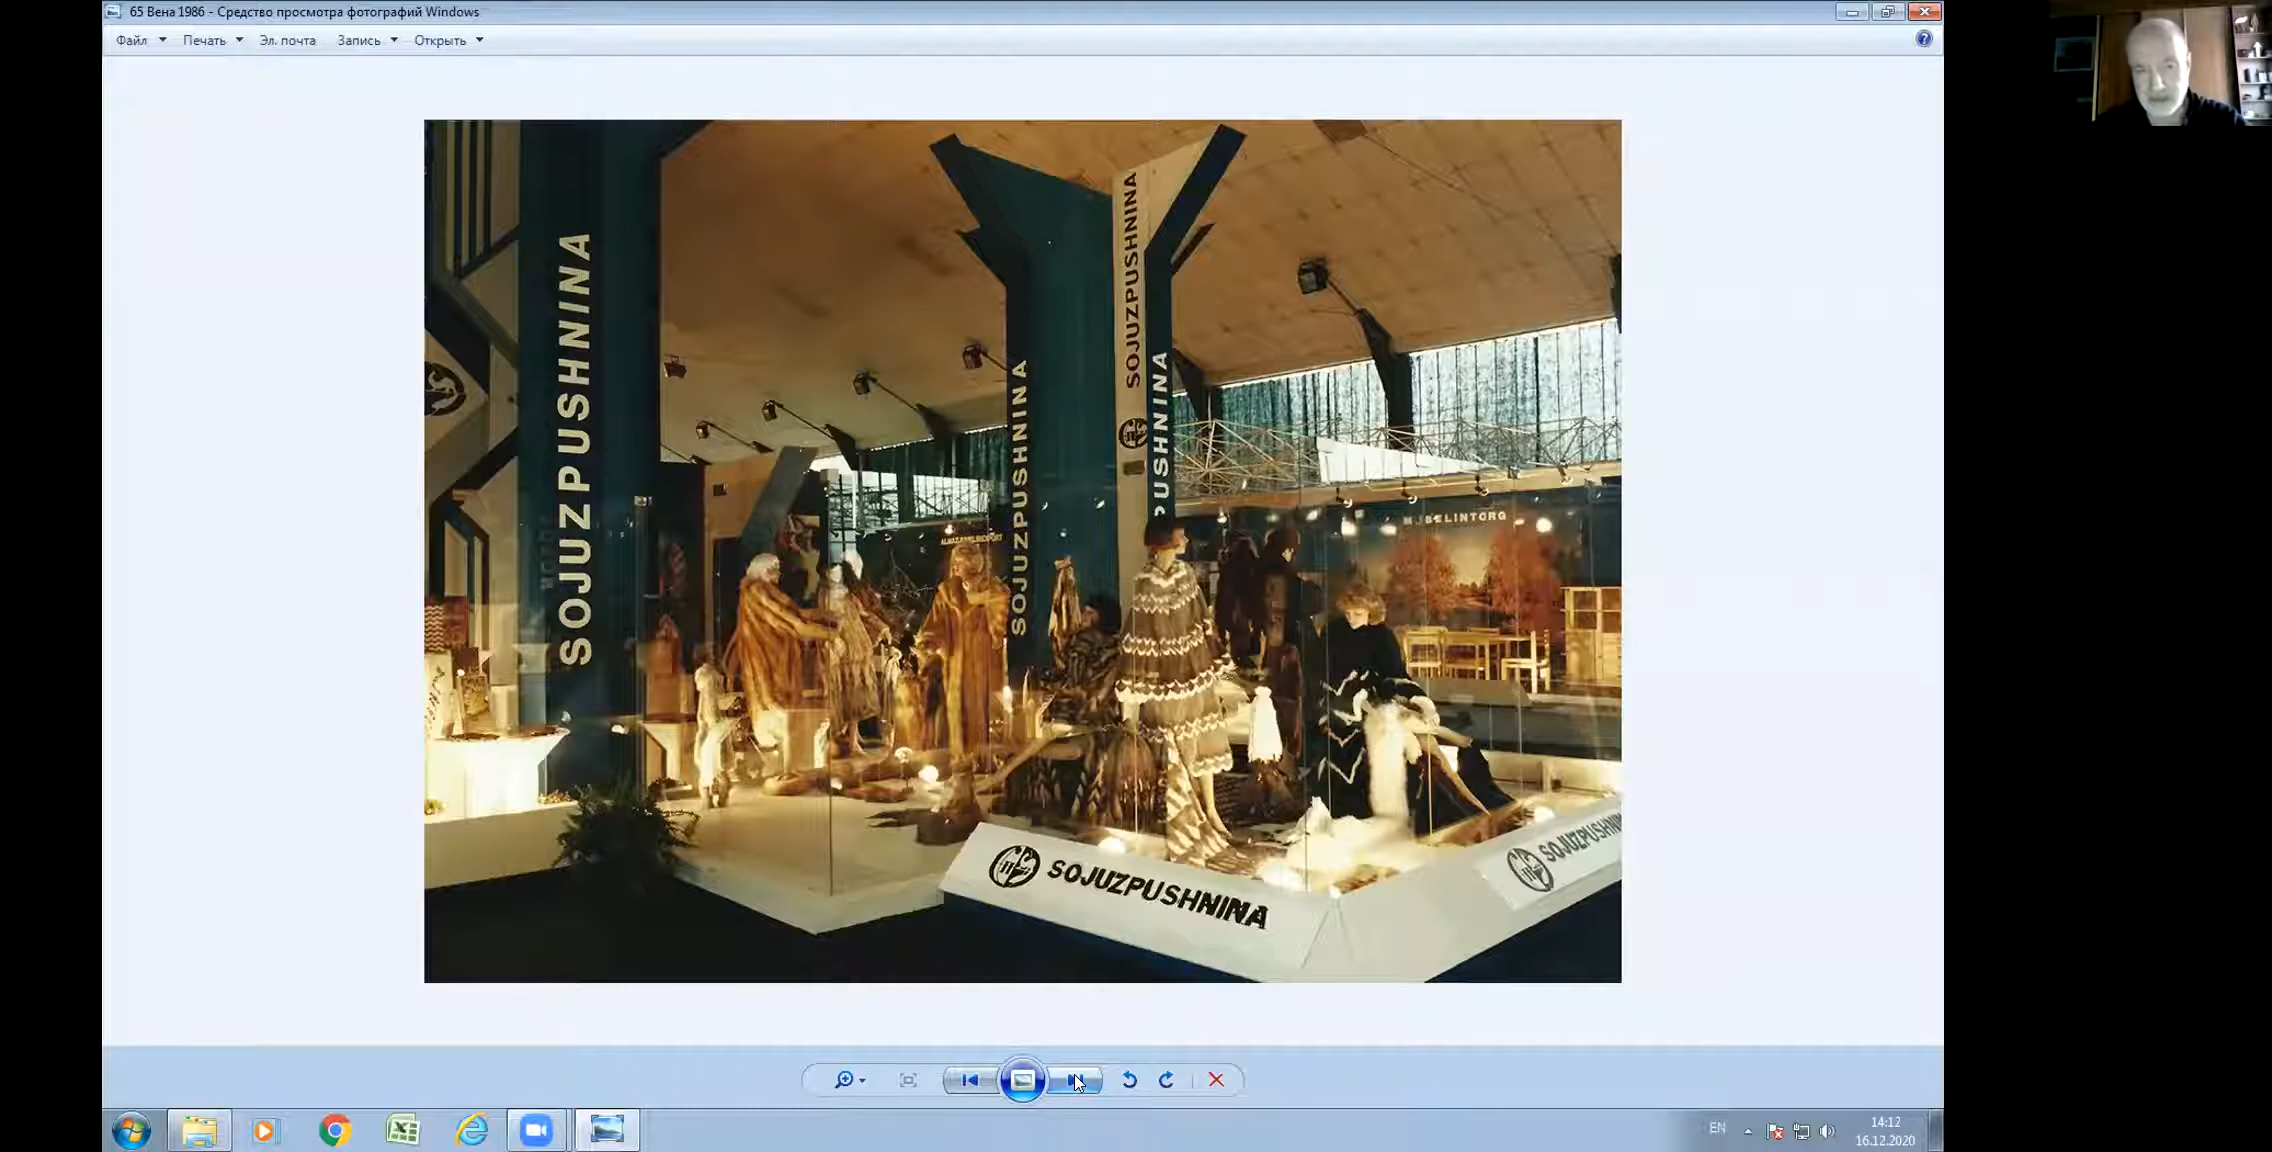 65 Вена 1986 - Средство просмотра фотографий Windows
Файл Печать Эл. почта Запись Открыть
SOJUZPUSHNINA
SOJUZPUSHNINA
SOJUZPUSHNINA
PUSHNINA
SOJUZPUSHNINA
SOJUZPUSHNIN
EN
14:12
16.12.2020